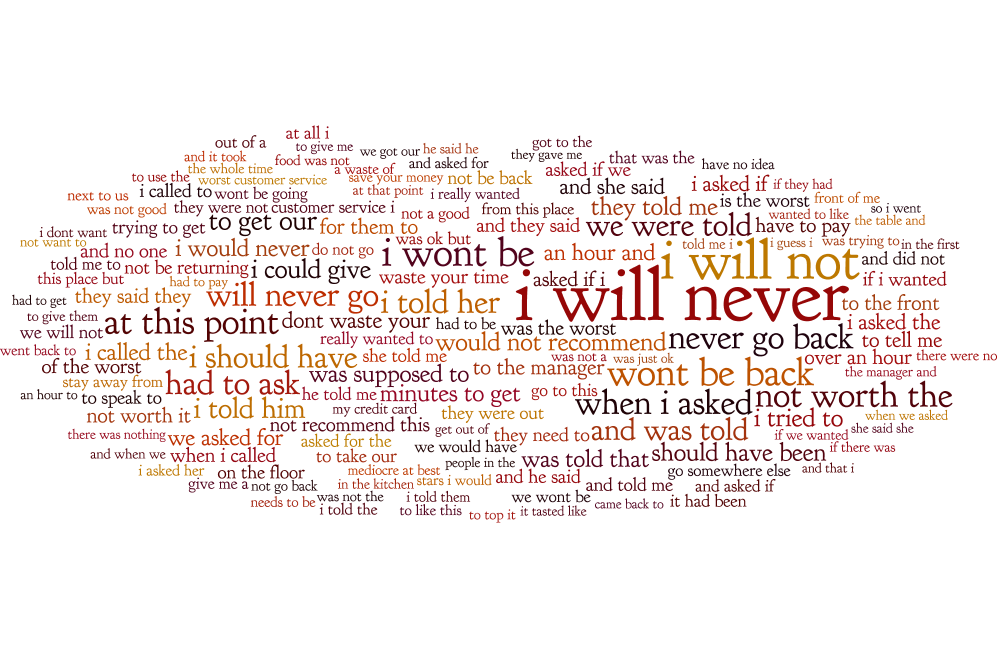 at all i
out of a
to give me
we got our
he said he
got to the
and it took
food was not
and asked for
they gave me
that was the
have no idea
the whole time
a waste of
asked if we
to use the
worst customer service
save your money
not be back
and she said
i asked if
if they had
next to us
i called to
wont be going
at that point
i really wanted
is the worst
front of me
was not good
they were not
customer service i
not a good
from this place
they told me
wanted to like
so i went
i dont want
trying to get
to get our
for them to
and they said
we were told
have to pay
the table and
not want to
and no one
i would never
do not go
was ok but
i wont be
an hour and
told me i
i will not
i guess i
was trying to
in the first
and did not
told me to
not be returning
i could give
waste your time
asked if i
if i wanted
this place but
had to pay
had to get
they said they
will never go
i told her
i will never
to the front
to give them
we will not
at this point
dont waste your
had to be
was the worst
never go back
i asked the
really wanted to
would not recommend
to tell me
went back to
i called the
i should have
she told me
was not a
was just ok
over an hour
there were no
of the worst
was supposed to
to the manager
wont be back
the manager and
stay away from
had to ask
an hour to
to speak to
he told me
minutes to get
go to this
when i asked
not worth the
not worth it
i told him
my credit card
they were out
i tried to
when we asked
not recommend this
get out of
they need to
and was told
if we wanted
she said she
there was nothing
we asked for
asked for the
we would have
should have been
if there was
and when we
when i called
to take our
people in the
was told that
i asked her
on the floor
mediocre at best
go somewhere else
and that i
give me a
not go back
in the kitchen
stars i would
and he said
and told me
and asked if
needs to be
was not the
i told them
we wont be
came back to
it had been
i told the
to like this
to top it
it tasted like